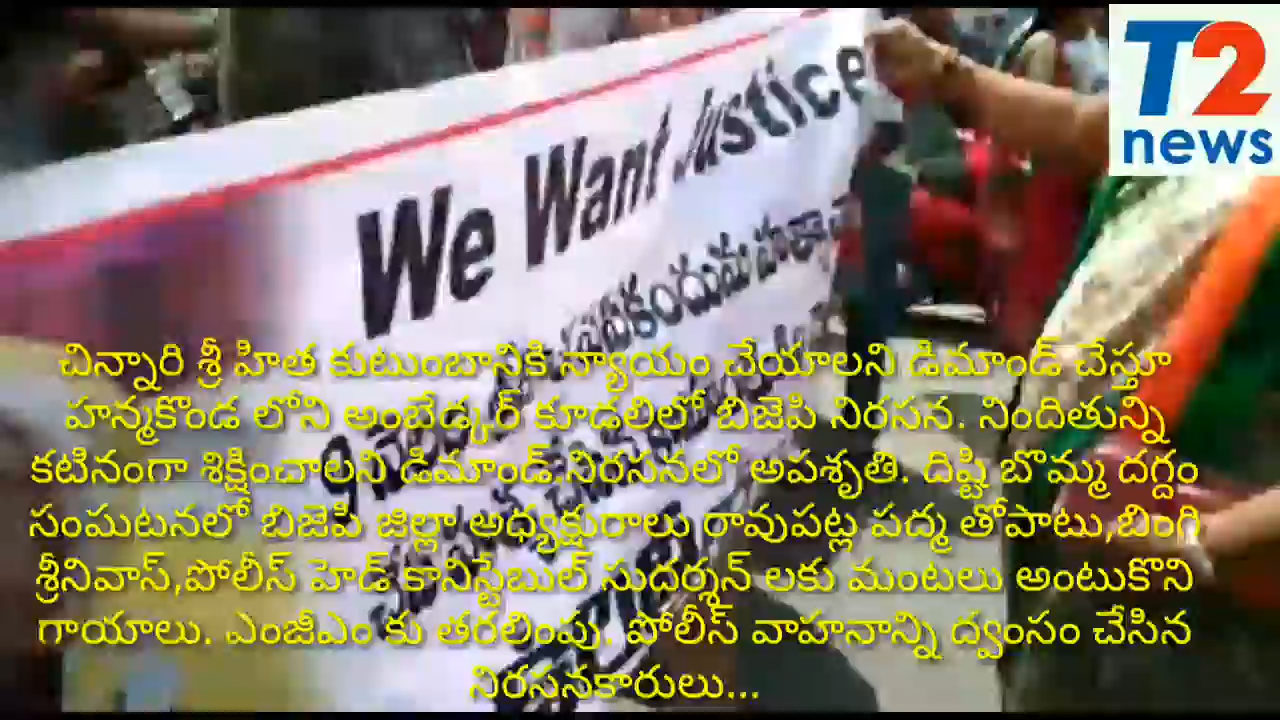 T2
news
We Want Justice
చిన్నారి శ్రీ హిత కుటుంబానికి న్యాయం చేయాలని డిమాండ్ చేస్తూ
హన్మకొండ లోని అంబేడ్కర్ కూడలిలో బిజెపి నిరసన. నిందితున్ని
కటినంగా శిక్షించాలని డిమాండ్.నిరసనలో అపశృతి. దిష్టి బొమ్మ దగ్దం
సంఘటనలో బిజెపి జిల్లా అధ్యక్షురాలు రావుపట్ల పద్మ తోపాటు,బింగి
శ్రీనివాస్,పోలీస్ హెడ్ కానిస్టేబుల్ సుదర్శన్ లకు మంటలు అంటుకొని
గాయాలు. ఎంజీఎం కు తరలింపు. పోలీస్ వాహనాన్ని ద్వంసం చేసిన
నిరసనకారులు...